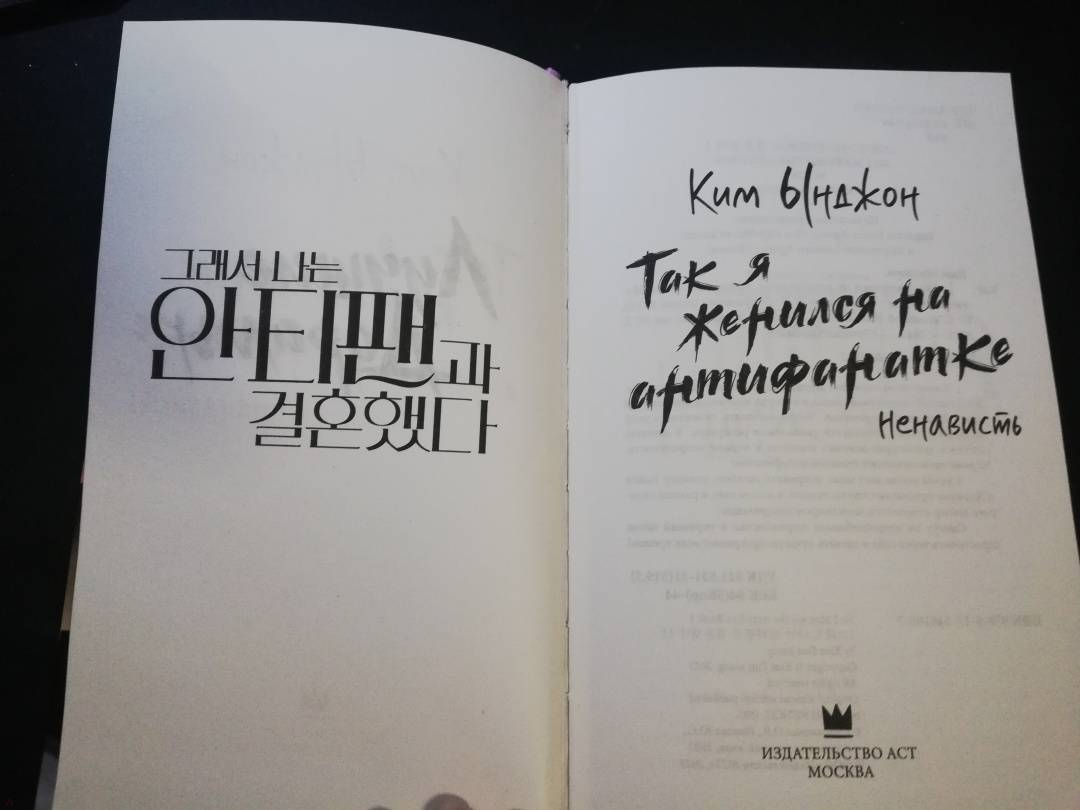 그래서 나는
안티팬과
결혼했다
Ким Ынджон
Так я
женился на
антифанатке
ненависть
ИЗДАТЕЛЬСТВО АСТ
МОСКВА